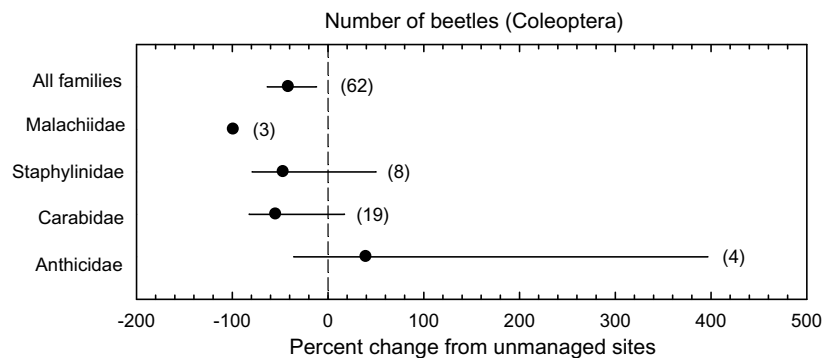 Number of beetles (Coleoptera)
All families (62)
Malachiidae (3)
Staphylinidae (8)
Carabidae (19)
Anthicidae (4)
-200 -100 0 100 200 300 400 500
Percent change from unmanaged sites